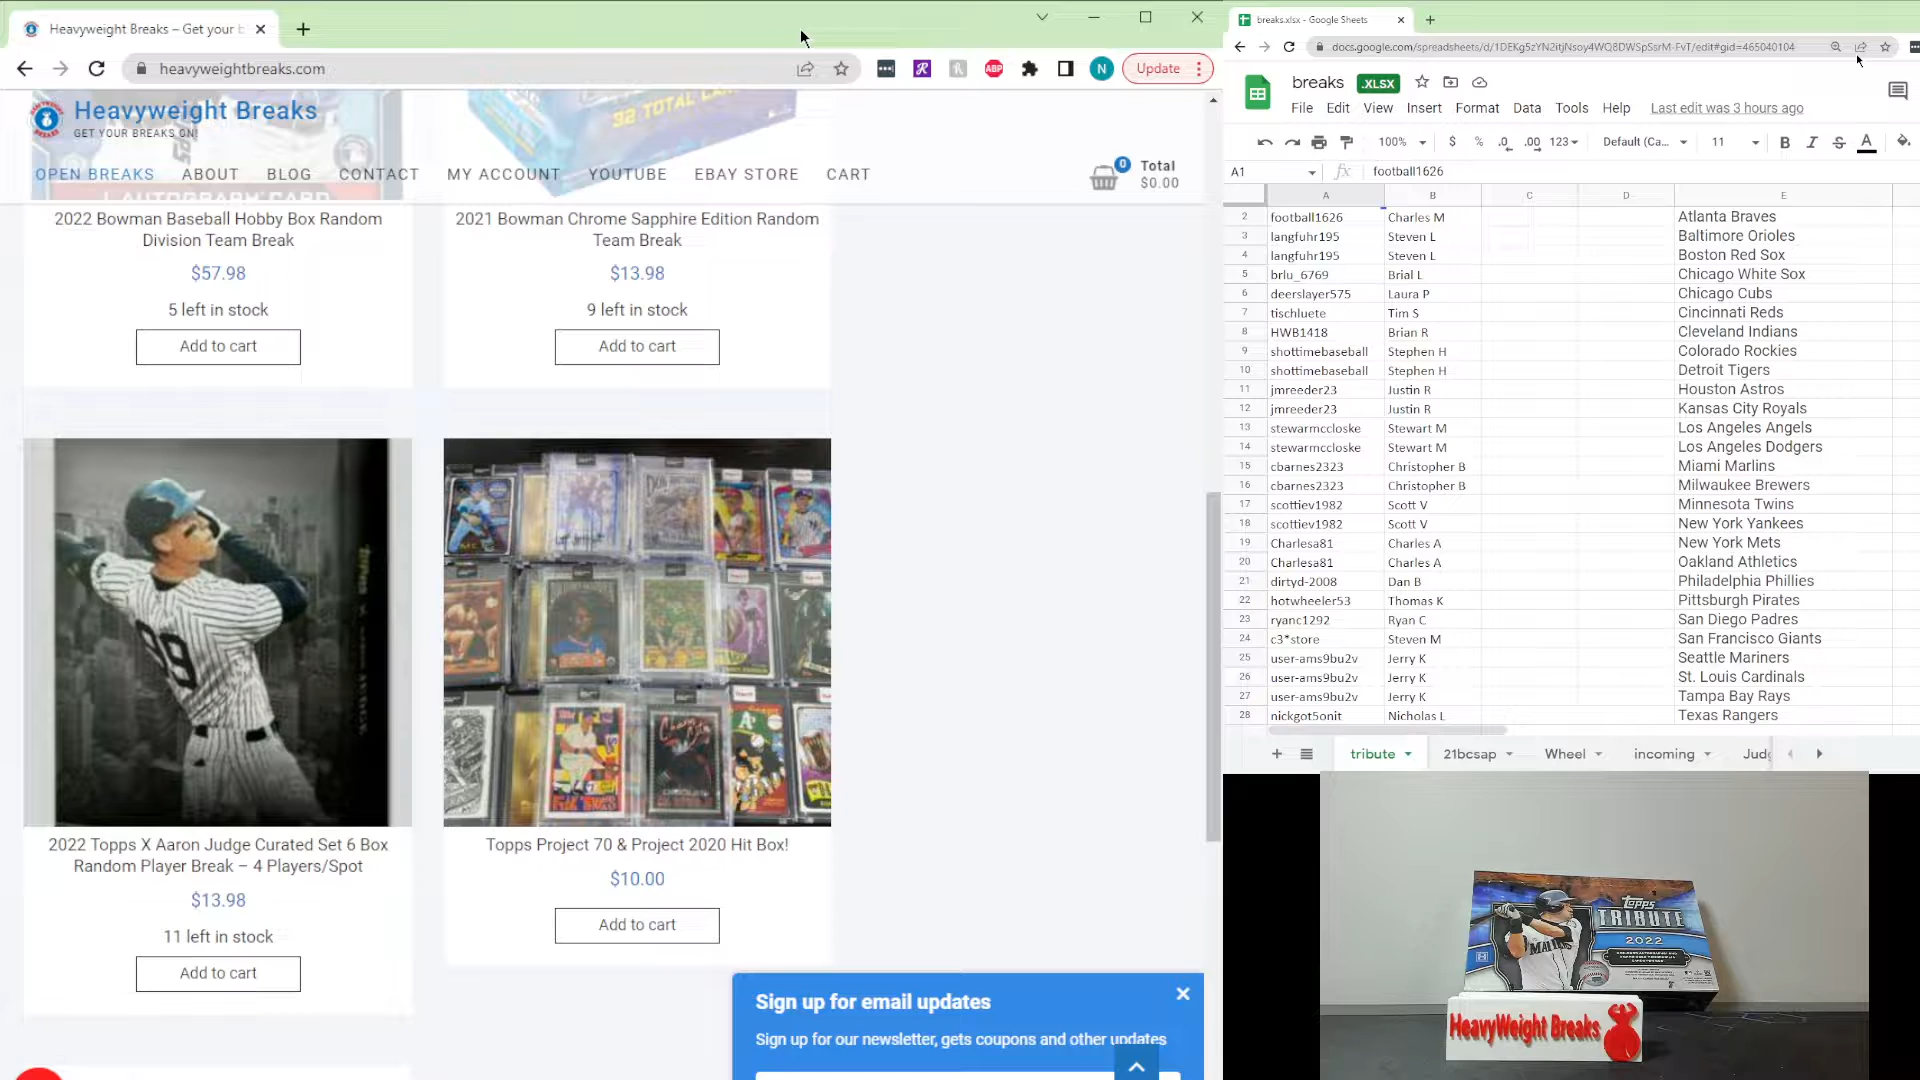 Heavyweight Breaks – Get your b
heavyweightbreaks.com
ABP
N
Update
32 TOTAL
Heavyweight Breaks
GET YOUR BREAKS ON!
OPEN BREAKS ABOUT BLOG CONTACT MY ACCOUNT YOUTUBE EBAY STORE CART
0 Total
$0.00
1 AUTOGRAPH CARD
2022 Bowman Baseball Hobby Box Random
Division Team Break
$57.98
5 left in stock
Add to cart
2021 Bowman Chrome Sapphire Edition Random
Team Break
$13.98
9 left in stock
Add to cart
99
2022 Topps X Aaron Judge Curated Set 6 Box
Random Player Break – 4 Players/Spot
$13.98
11 left in stock
Add to cart
Topps Project 70 & Project 2020 Hit Box!
$10.00
Add to cart
Sign up for email updates
Sign up for our newsletter, gets coupons and other updates
breaks.xlsx - Google Sheets
docs.google.com/spreadsheets/d/1DEKg5zYN2itjNsoy4WQ8DWSpSsrM-FvT/edit#gid=465040104
breaks .XLSX
File Edit View Insert Format Data Tools Help Last edit was 3 hours ago
100% $ % .0 .00 123 Default (Ca... 11 B I S A
A1 fx football1626
A B C D E
2 football1626 Charles M Atlanta Braves
3 langfuhr195 Steven L Baltimore Orioles
4 langfuhr195 Steven L Boston Red Sox
5 brlu_6769 Brial L Chicago White Sox
6 deerslayer575 Laura P Chicago Cubs
7 tischluete Tim S Cincinnati Reds
8 HWB1418 Brian R Cleveland Indians
9 shottimebaseball Stephen H Colorado Rockies
10 shottimebaseball Stephen H Detroit Tigers
11 jmreeder23 Justin R Houston Astros
12 jmreeder23 Justin R Kansas City Royals
13 stewarmccloske Stewart M Los Angeles Angels
14 stewarmccloske Stewart M Los Angeles Dodgers
15 cbarnes2323 Christopher B Miami Marlins
16 cbarnes2323 Christopher B Milwaukee Brewers
17 scottiev1982 Scott V Minnesota Twins
18 scottiev1982 Scott V New York Yankees
19 Charlesa81 Charles A New York Mets
20 Charlesa81 Charles A Oakland Athletics
21 dirtyd-2008 Dan B Philadelphia Phillies
22 hotwheeler53 Thomas K Pittsburgh Pirates
23 ryanc1292 Ryan C San Diego Padres
24 c3*store Steven M San Francisco Giants
25 user-ams9bu2v Jerry K Seattle Mariners
26 user-ams9bu2v Jerry K St. Louis Cardinals
27 user-ams9bu2v Jerry K Tampa Bay Rays
28 nickgot5onit Nicholas L Texas Rangers
tribute 21bcsap Wheel incoming Jud
Topps
TRIBUTE
2022
HeavyWeight Breaks